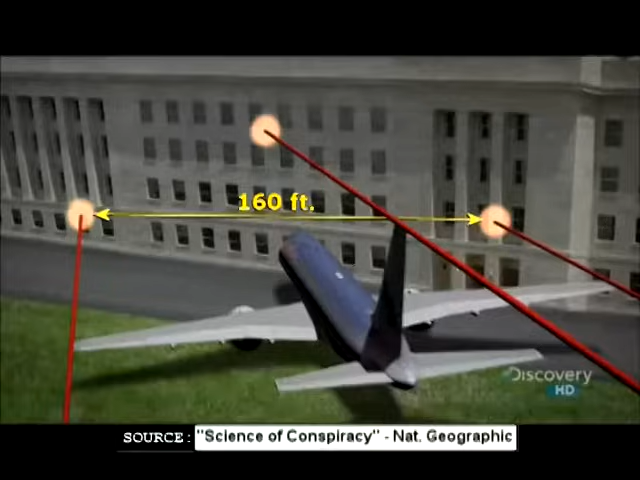 160 ft.
Discovery
HD
SOURCE: "Science of Conspiracy" - Nat. Geographic